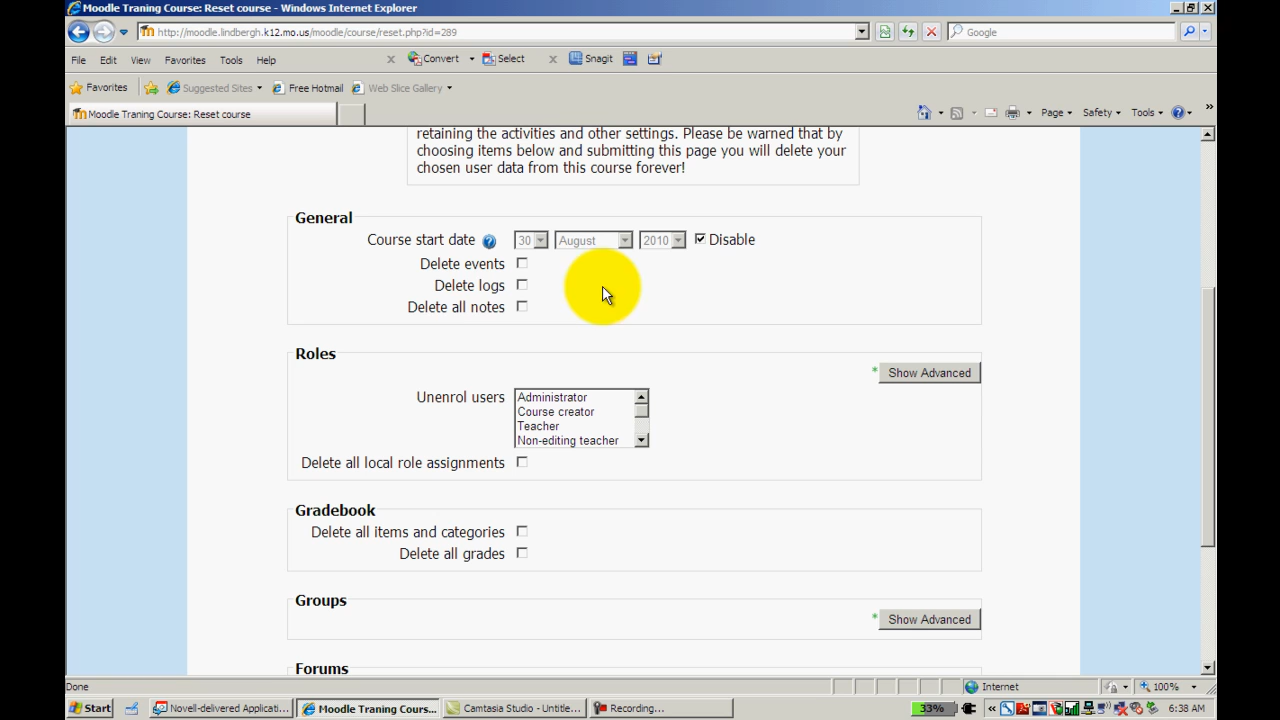 Moodle Traning Course: Reset course - Windows Internet Explorer
http://moodle.lindbergh.k12.mo.us/moodle/course/reset.php?id=289
Google
File Edit View Favorites Tools Help
x Convert Select x Snagit
Favorites Suggested Sites Free Hotmail Web Slice Gallery
Moodle Traning Course: Reset course
Page Safety Tools »
retaining the activities and other settings. Please be warned that by
choosing items below and submitting this page you will delete your
chosen user data from this course forever!
General
Course start date 30 August 2010 Disable
Delete events
Delete logs
Delete all notes
Roles
* Show Advanced
Unenrol users
Administrator
Course creator
Teacher
Non-editing teacher
Delete all local role assignments
Gradebook
Delete all items and categories
Delete all grades
Groups
* Show Advanced
Forums
Done Internet 100%
Start Novell-delivered Applicati... Moodle Traning Cours... Camtasia Studio - Untitle... Recording... 33% « 6:38 AM